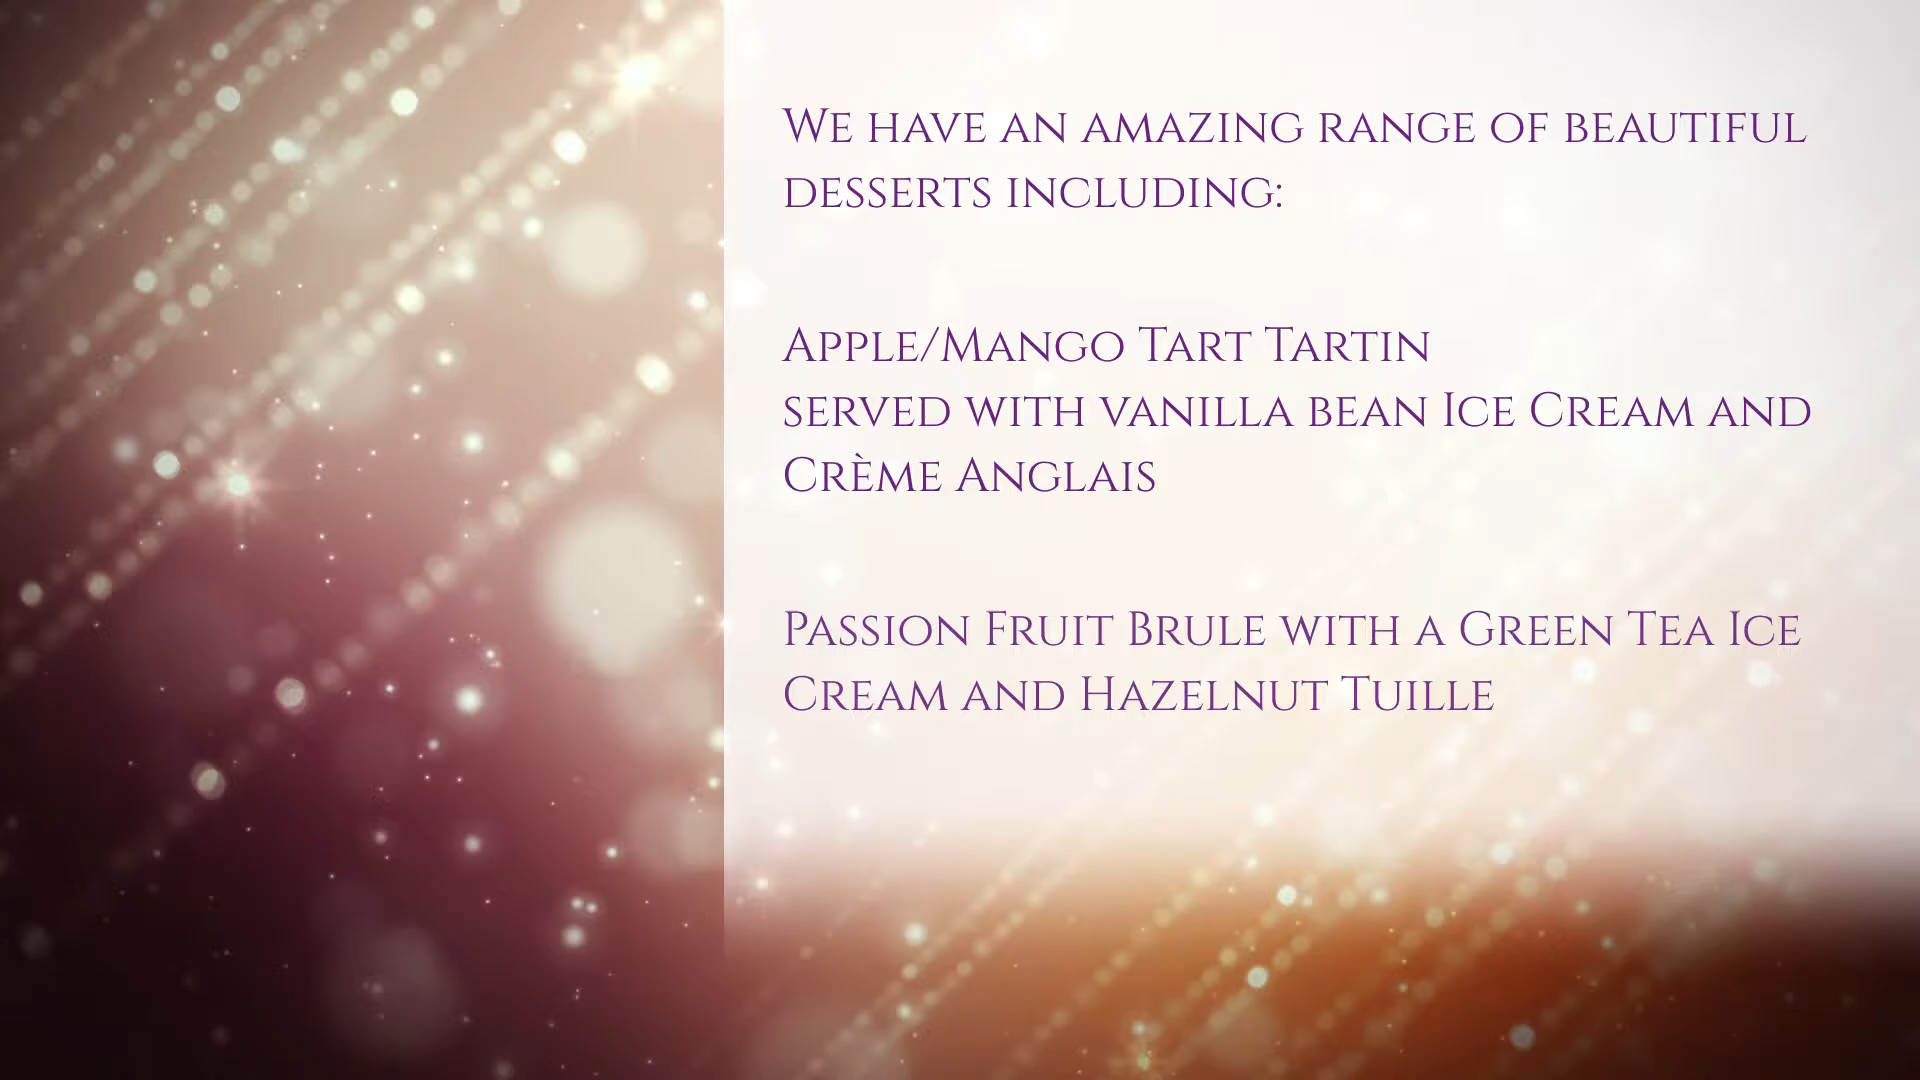 We have an amazing range of beautiful
desserts including:
Apple/Mango Tart Tartin
served with vanilla bean Ice Cream and
Crème Anglais
Passion Fruit Brule with a Green Tea Ice
Cream and Hazelnut Tuille